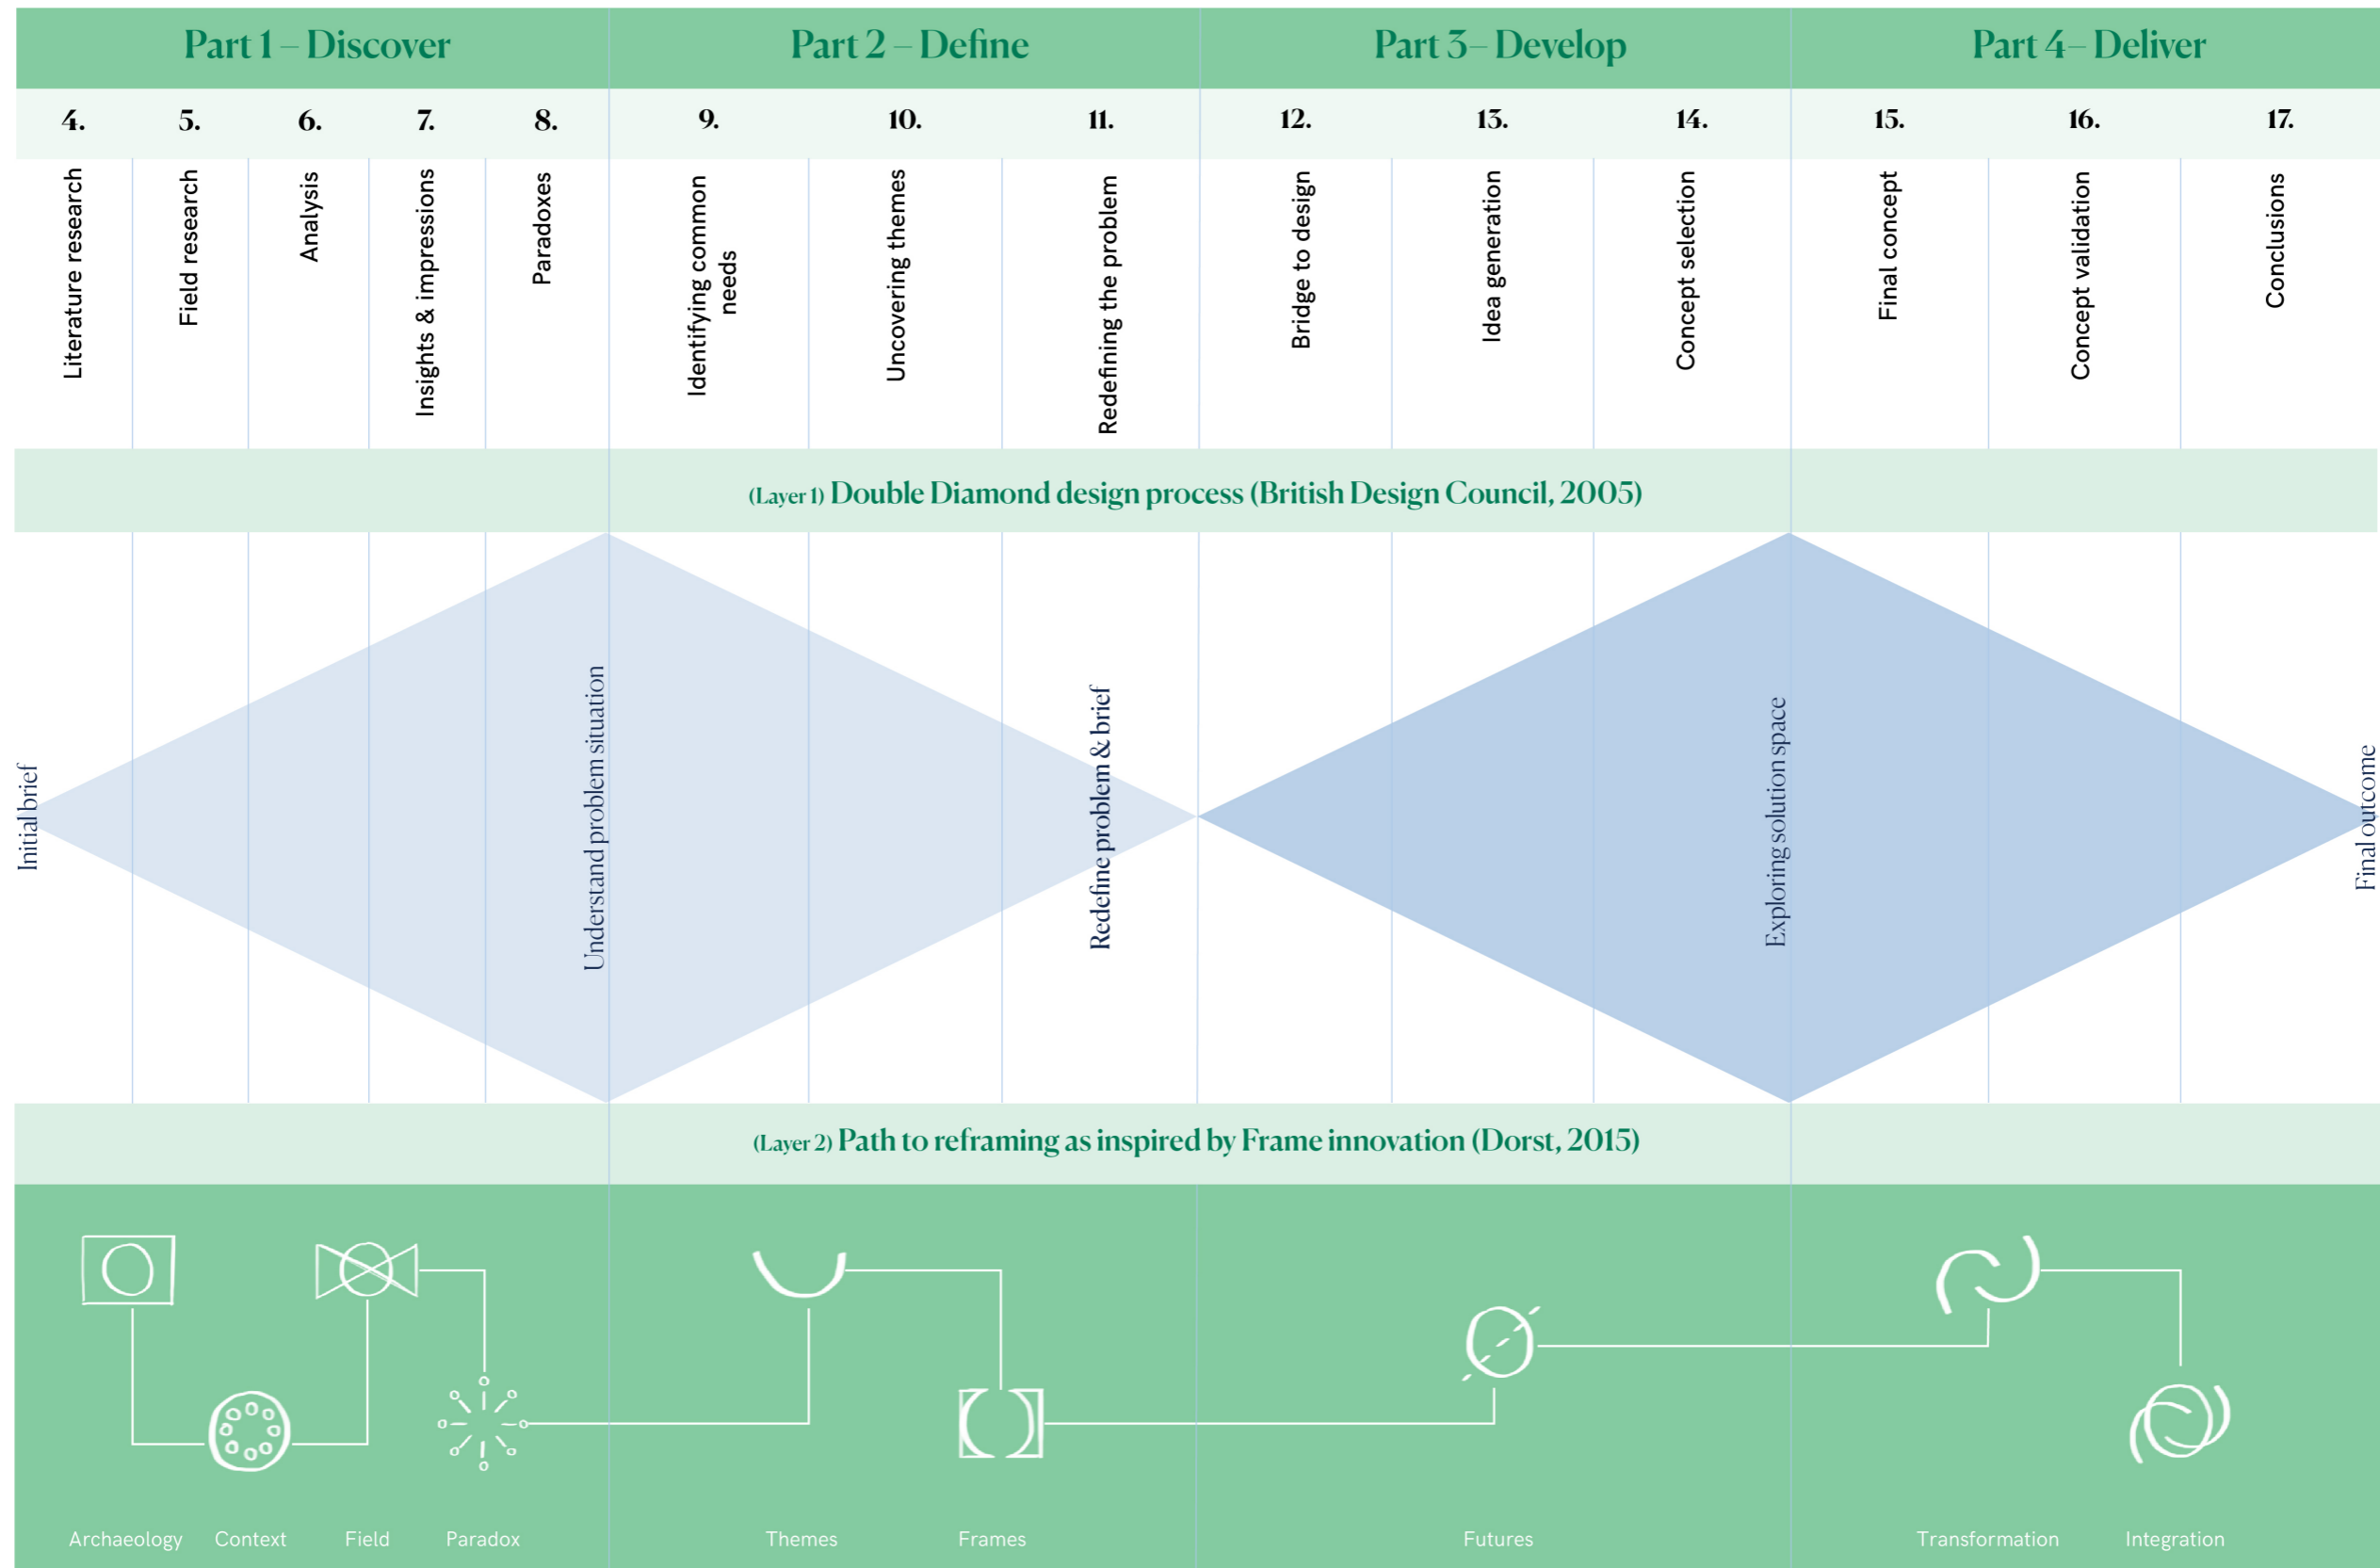 Part 1 – Discover
Part 2 – Define
Part 3– Develop
Part 4– Deliver
4.
5.
6.
7.
8.
9.
10.
11.
12.
13.
14.
15.
16.
17.
Literature research
Field research
Analysis
Insights & impressions
Paradoxes
Identifying common
needs
Uncovering themes
Redefining the problem
Bridge to design
Idea generation
Concept selection
Final concept
Concept validation
Conclusions
(Layer 1) Double Diamond design process (British Design Council, 2005)
Initial brief
Understand problem situation
Redefine problem & brief
Exploring solution space
Final outcome
(Layer 2) Path to reframing as inspired by Frame innovation (Dorst, 2015)
Archaeology
Context
Field
Paradox
Themes
Frames
Futures
Transformation
Integration